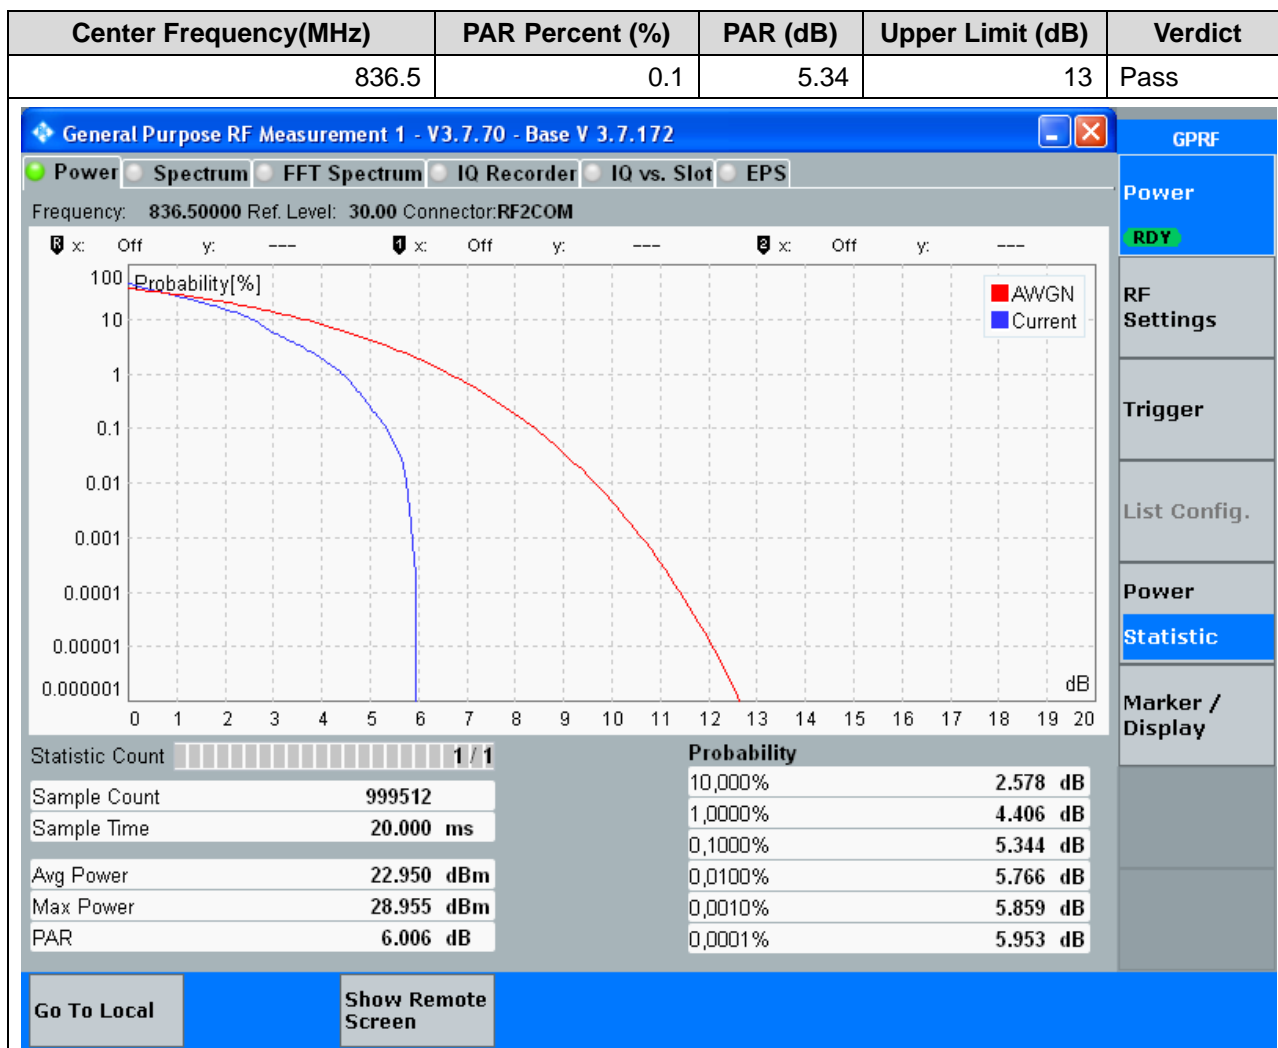 Center Frequency(MHz) PAR Percent (%) PAR (dB) Upper Limit (dB) Verdict
836.5 0.1 5.34 13 Pass
General Purpose RF Measurement 1 - V3.7.70 - Base V 3.7.172
GPRF
Power Spectrum FFT Spectrum IQ Recorder IQ vs. Slot EPS
Power
RDY
Frequency: 836.50000 Ref. Level: 30.00 Connector:RF2COM
R x: Off y: --- 1 x: Off y: --- 2 x: Off y: ---
Probability[%]
AWGN
Current
100
10
1
0.1
0.01
0.001
0.0001
0.00001
0.000001
dB
0 1 2 3 4 5 6 7 8 9 10 11 12 13 14 15 16 17 18 19 20
RF
Settings
Trigger
List Config.
Power
Statistic
Marker /
Display
Statistic Count 1 / 1
Sample Count 999512
Sample Time 20.000 ms
Avg Power 22.950 dBm
Max Power 28.955 dBm
PAR 6.006 dB
Probability
10,000% 2.578 dB
1,0000% 4.406 dB
0,1000% 5.344 dB
0,0100% 5.766 dB
0,0010% 5.859 dB
0,0001% 5.953 dB
Go To Local
Show Remote
Screen